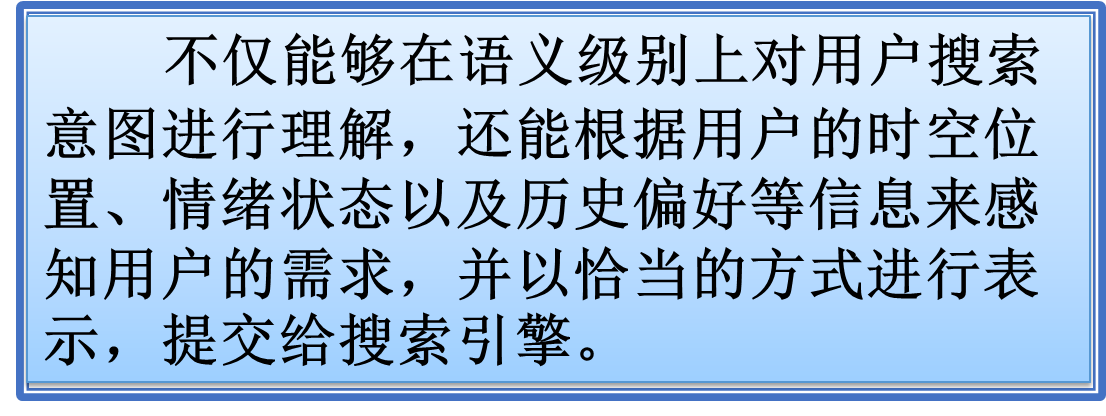 不仅能够在语义级别上对用户搜索
意图进行理解，还能根据用户的时空位
置、情绪状态以及历史偏好等信息来感
知用户的需求，并以恰当的方式进行表
示，提交给搜索引擎。